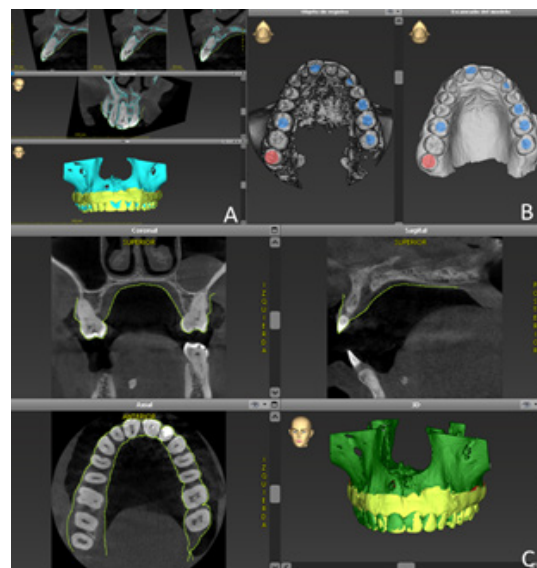 Objeto de registro
Escaneado del modelo
A
B
Coronal
Sagital
SUPERIOR
SUPERIOR
IZQUIERDA
Axial
3D
ANTERIOR
IZQUIERDA
C